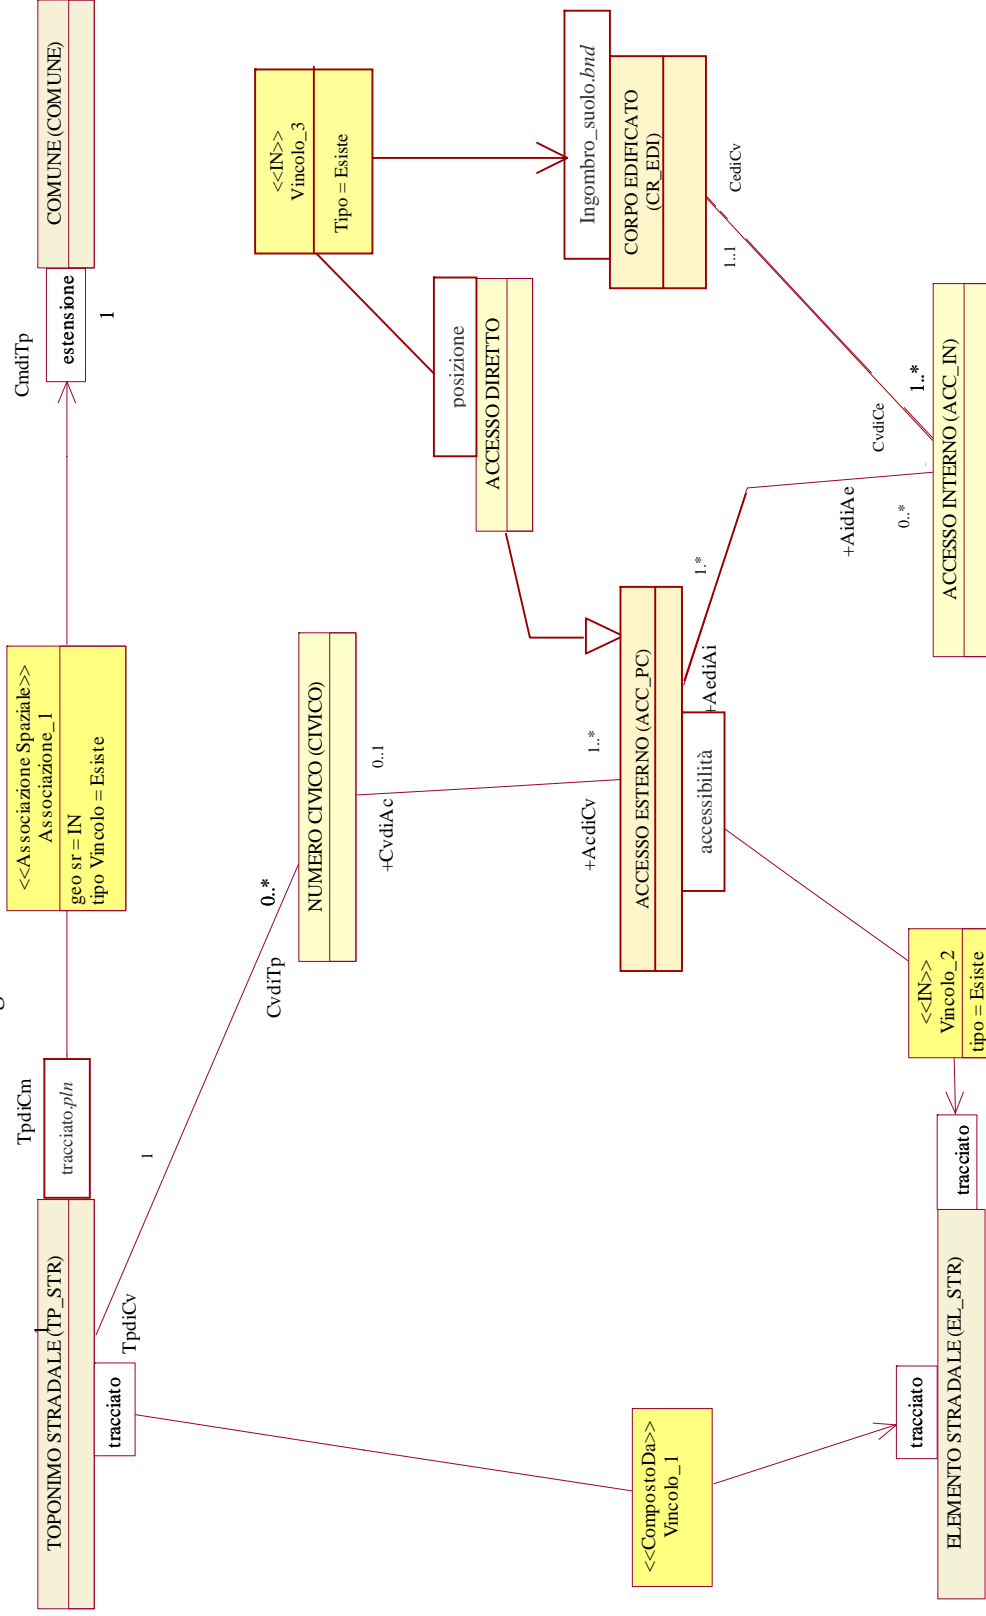 TpdiCm
CmdiTp
TOPONIMO STRADALE (TP_STR)
1
tracciato.pln
<<Associazione Spaziale>>
Associazione_1
geo sr = IN
tipo Vincolo = Esiste
estensione
1
COMUNE (COMUNE)
tracciato
TpdiCv
1
CvdiTp
0..*
NUMERO CIVICO (CIVICO)
+CvdiAc
0..1
<<IN>>
Vincolo_3
Tipo = Esiste
posizione
ACCESSO DIRETTO
+AcdiCv
1..*
ACCESSO ESTERNO (ACC_PC)
accessibilità
+AediAi
1.*
Ingombro_suolo.bnd
CORPO EDIFICATO
(CR_EDI)
1..1
CediCv
<<CompostoDa>>
Vincolo_1
+AidiAe
0..*
CvdiCe
1..*
ACCESSO INTERNO (ACC_IN)
tracciato
ELEMENTO STRADALE (EL_STR)
tracciato
<<IN>>
Vincolo_2
tipo = Esiste